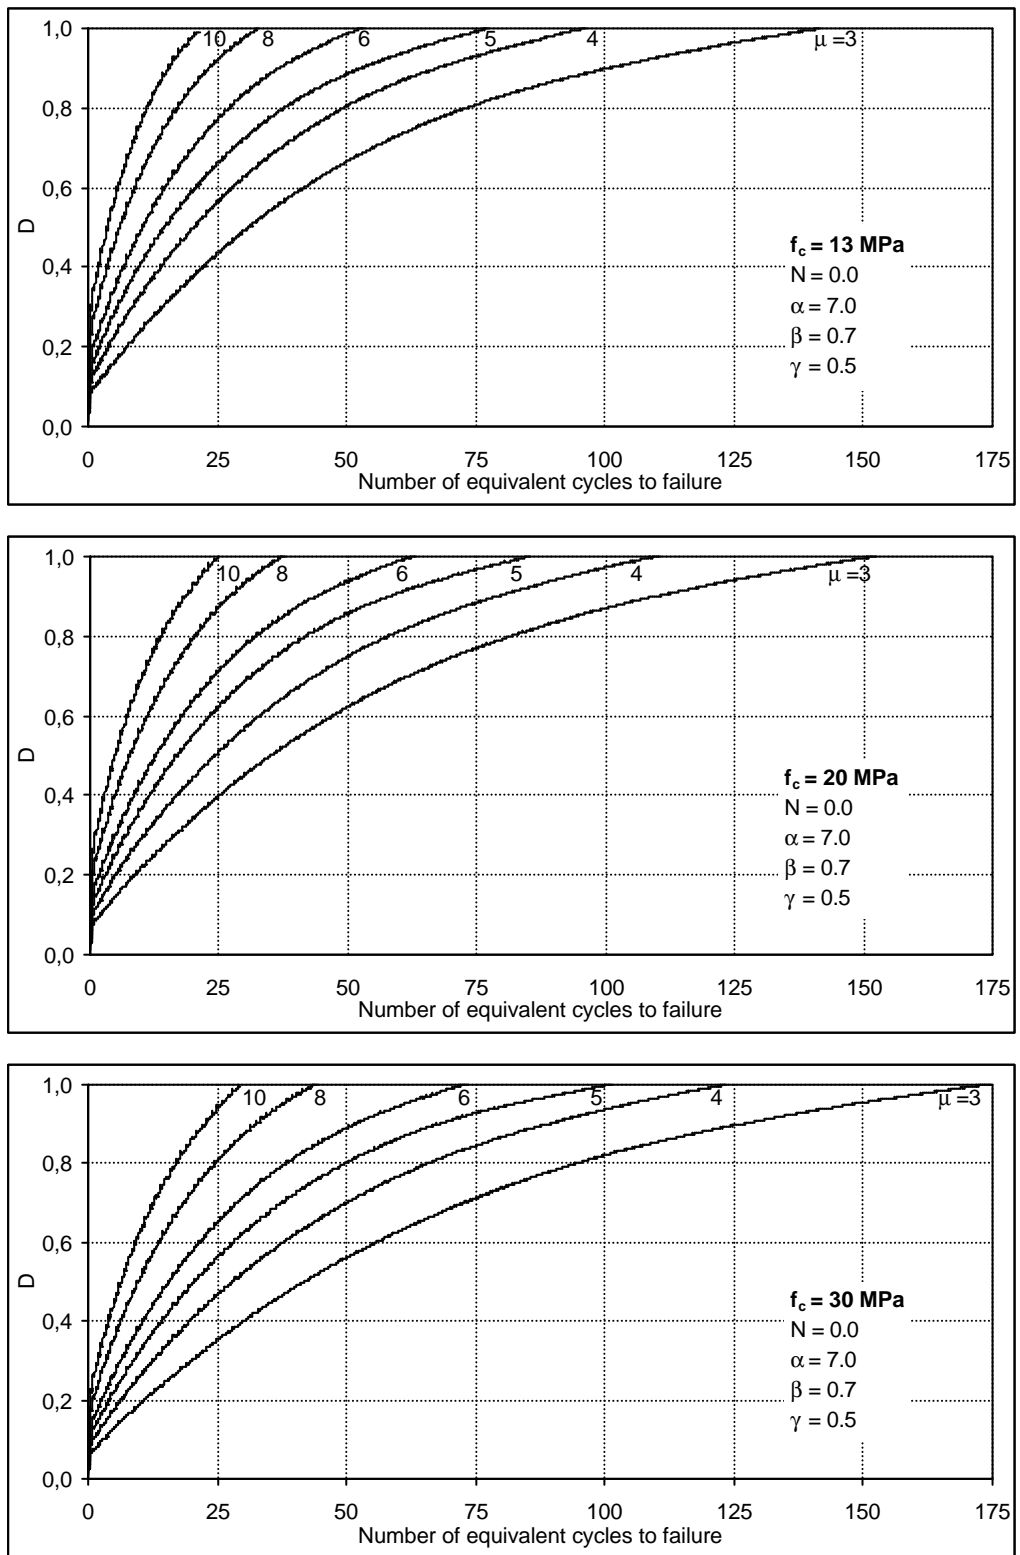 1,0
10 8 6 5 4 μ =3
0,8
0,6
D
0,4
f_c = 13 MPa
N = 0.0
α = 7.0
0,2
β = 0.7
γ = 0.5
0,0
0 25 50 75 100 125 150 175
Number of equivalent cycles to failure
1,0
10 8 6 5 4 μ =3
0,8
0,6
D
f_c = 20 MPa
0,4
N = 0.0
α = 7.0
0,2
β = 0.7
γ = 0.5
0,0
0 25 50 75 100 125 150 175
Number of equivalent cycles to failure
1,0
10 8 6 5 4 μ =3
0,8
0,6
D
f_c = 30 MPa
0,4
N = 0.0
α = 7.0
0,2
β = 0.7
γ = 0.5
0,0
0 25 50 75 100 125 150 175
Number of equivalent cycles to failure